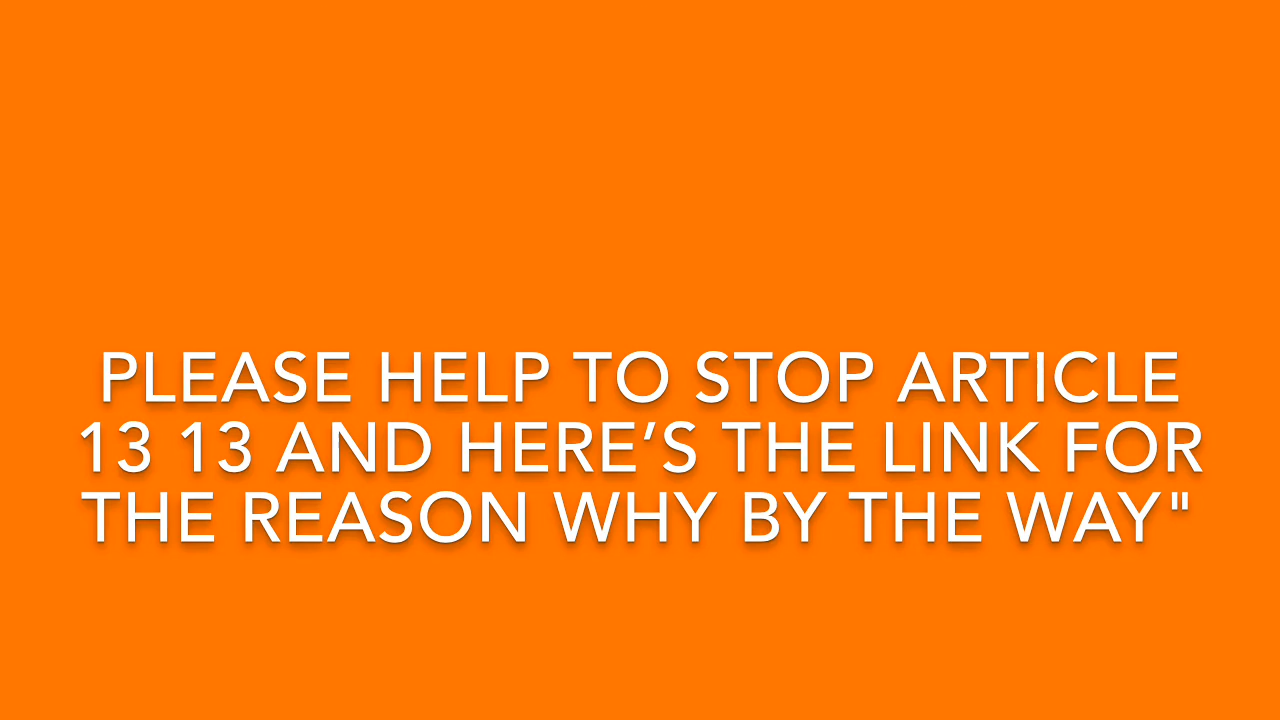 PLEASE HELP TO STOP ARTICLE
13 13 AND HERE’S THE LINK FOR
THE REASON WHY BY THE WAY"